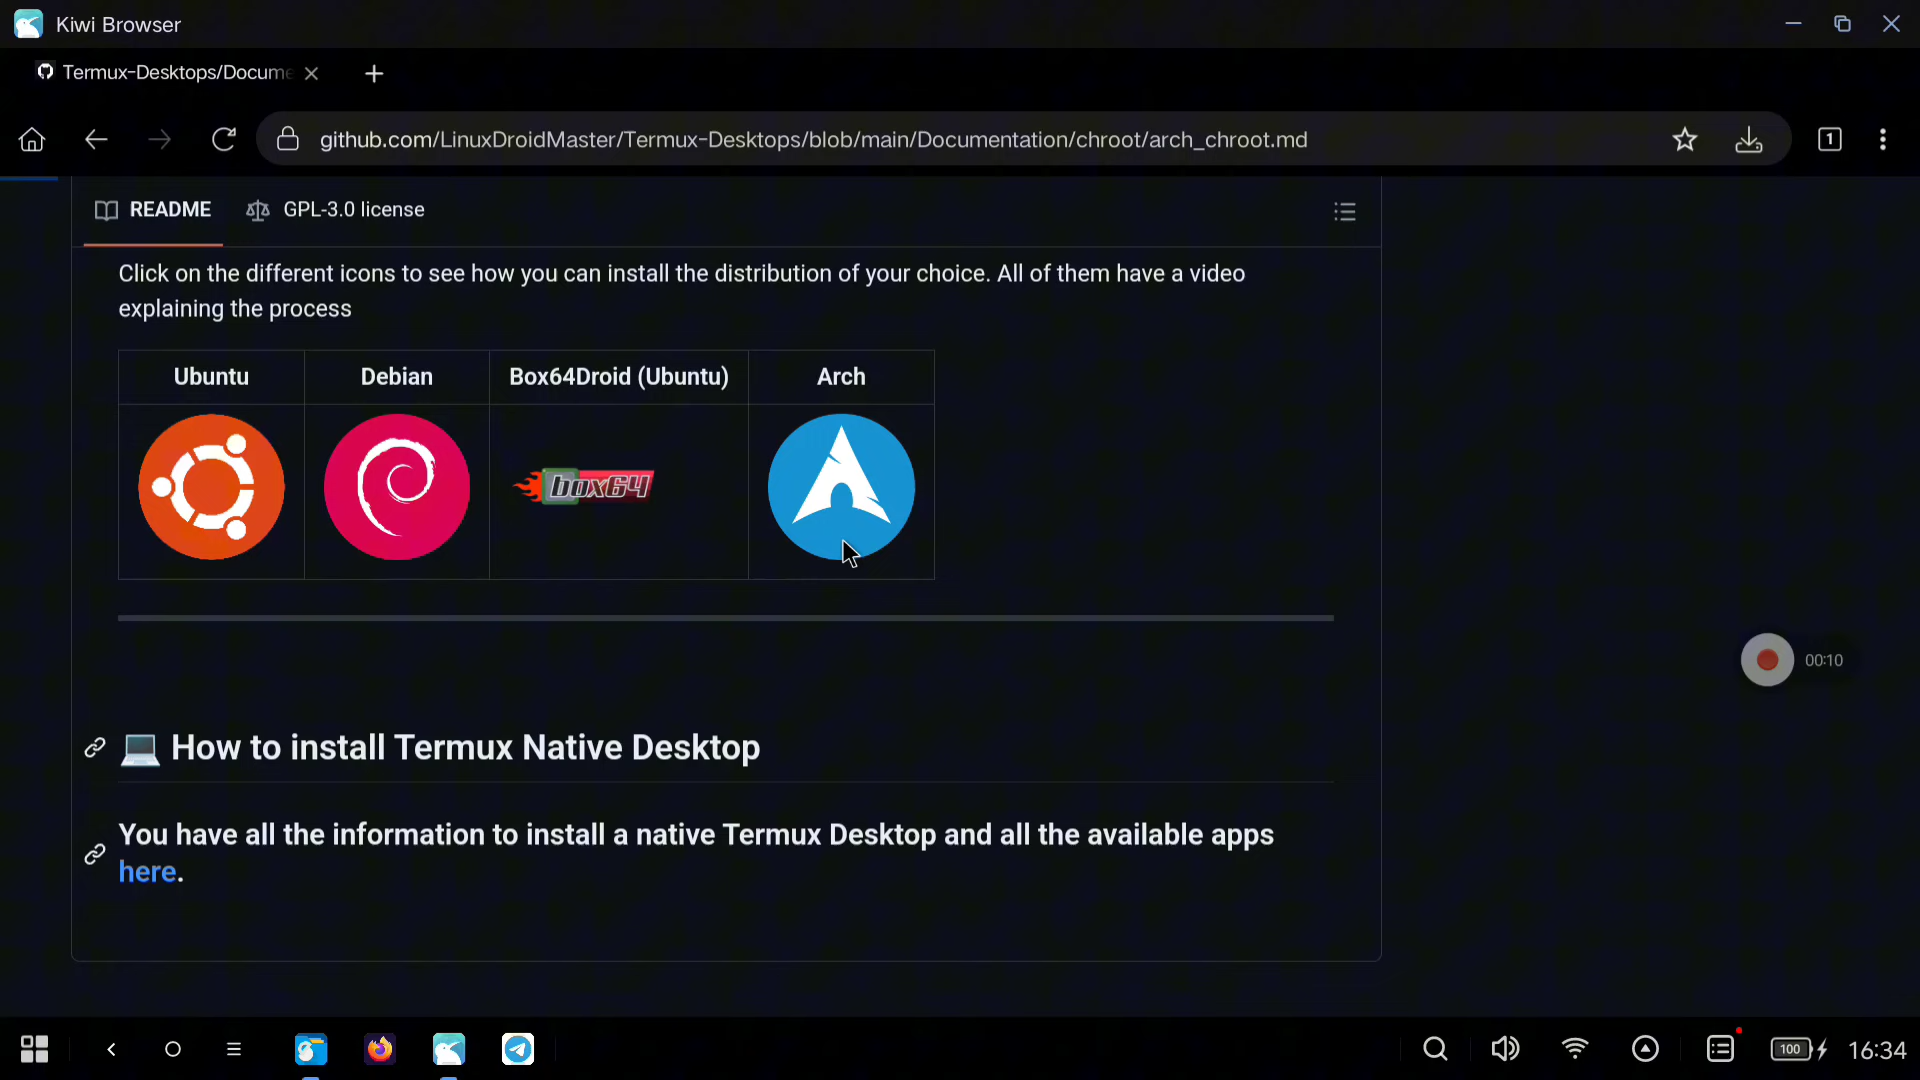 Kiwi Browser
Termux-Desktops/Docume
github.com/LinuxDroidMaster/Termux-Desktops/blob/main/Documentation/chroot/arch_chroot.md
1
README
GPL-3.0 license
Click on the different icons to see how you can install the distribution of your choice. All of them have a video
explaining the process
Ubuntu
Debian
Box64Droid (Ubuntu)
Arch
box64
00:10
💻 How to install Termux Native Desktop
You have all the information to install a native Termux Desktop and all the available apps
here.
100
16:34